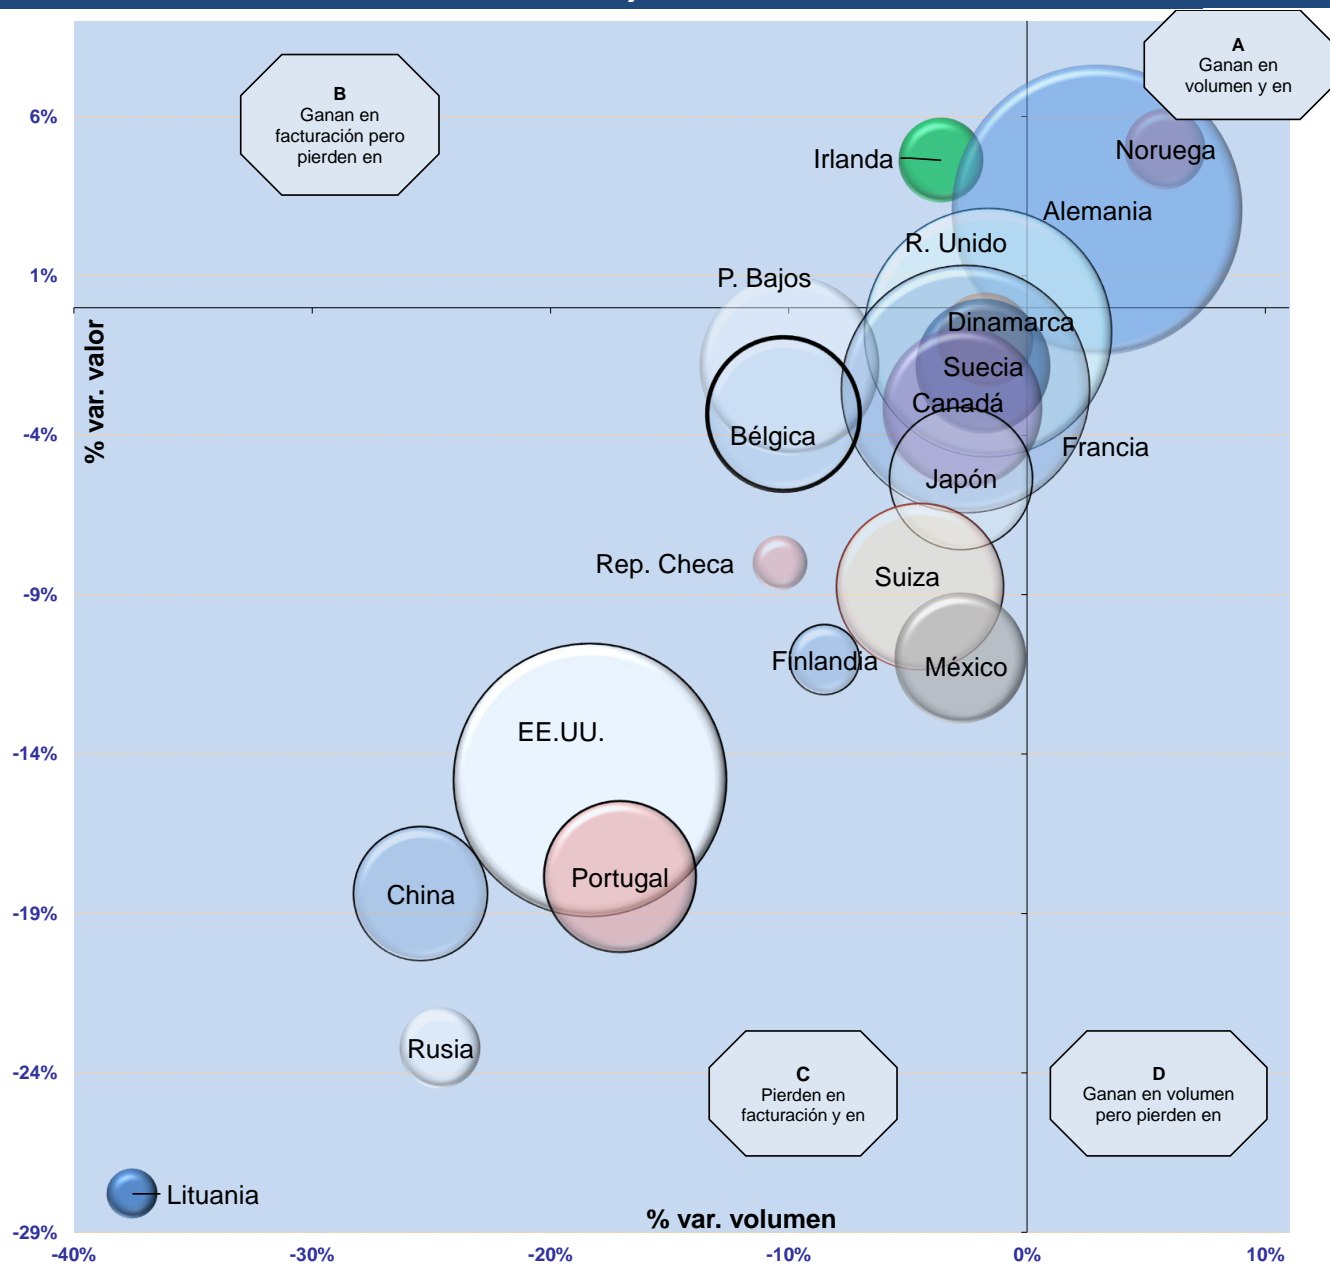 A
Ganan en
volumen y en
B
Ganan en
facturación pero
pierden en
6%
Irlanda
Noruega
Alemania
R. Unido
1%
P. Bajos
Dinamarca
Suecia
Canadá
% var. valor
-4%
Bélgica
Francia
Japón
Rep. Checa
Suiza
-9%
Finlandia
México
EE.UU.
-14%
Portugal
China
-19%
Rusia
-24%
C
Pierden en
facturación y en
D
Ganan en volumen
pero pierden en
Lituania
% var. volumen
-29%
-40%
-30%
-20%
-10%
0%
10%